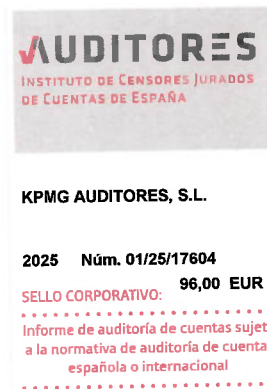 AUDITORES
INSTITUTO DE CENSORES JURADOS
DE CUENTAS DE ESPAÑA
KPMG AUDITORES, S.L.
2025 Núm. 01/25/17604
96,00 EUR
SELLO CORPORATIVO:
Informe de auditoría de cuentas sujet
a la normativa de auditoría de cuenta
española o internacional